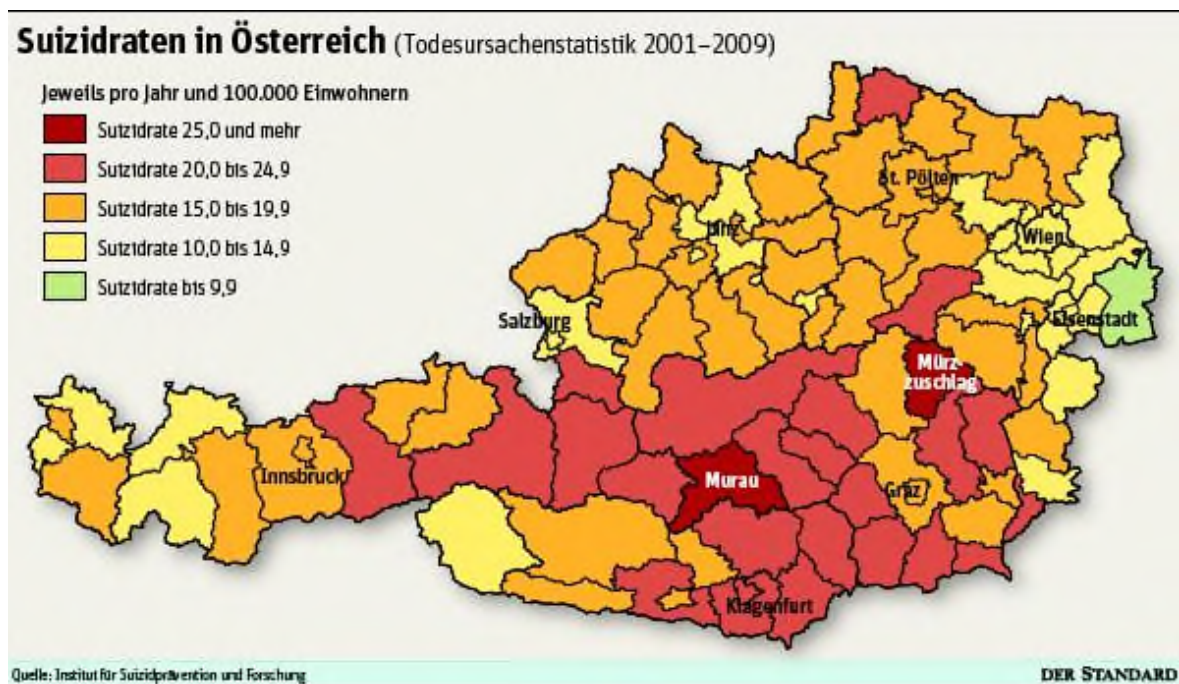 Suizidraten in Österreich (Todesursachenstatistik 2001–2009)
Jeweils pro Jahr und 100.000 Einwohnern
Suizidrate 25,0 und mehr
Suizidrate 20,0 bis 24,9
Suizidrate 15,0 bis 19,9
Suizidrate 10,0 bis 14,9
Suizidrate bis 9,9
St. Pölten
Linz
Wien
Salzburg
Eisenstadt
Mürz-
zuschlag
Innsbruck
Murau
Graz
Klagenfurt
Quelle: Institut für Suizidprävention und Forschung
DER STANDARD